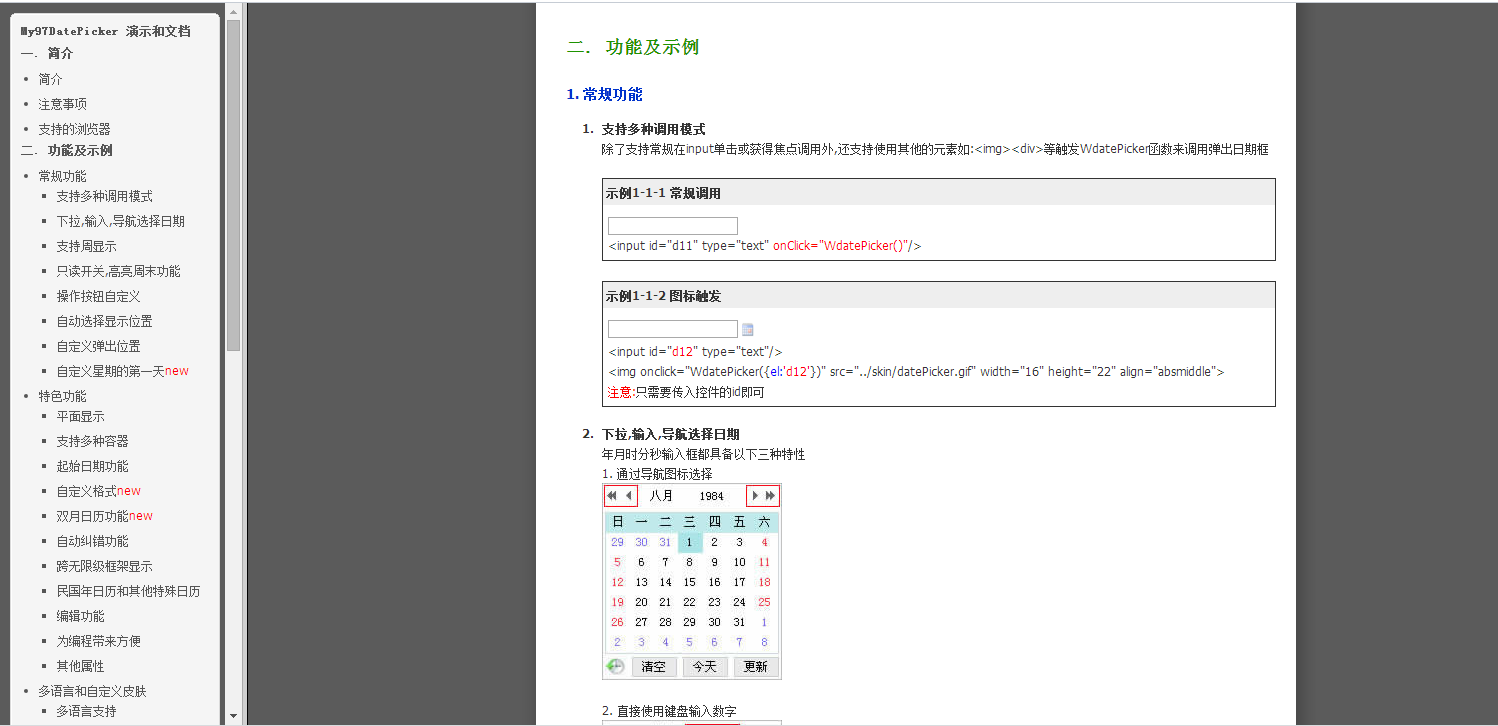 My97DatePicker 演示和文档
一. 简介
简介
注意事项
支持的浏览器
二. 功能及示例
常规功能
支持多种调用模式
下拉,输入,导航选择日期
支持周显示
只读开关,高亮周末功能
操作按钮自定义
自动选择显示位置
自定义弹出位置
自定义星期的第一天new
特色功能
平面显示
支持多种容器
起始日期功能
自定义格式new
双月日历功能new
自动纠错功能
跨无限级框架显示
民国年日历和其他特殊日历
编辑功能
为编程带来方便
其他属性
多语言和自定义皮肤
多语言支持
二. 功能及示例
1. 常规功能
1. 支持多种调用模式
除了支持常规在input单击或获得焦点调用外,还支持使用其他的元素如:<img><div>等触发WdatePicker函数来调用弹出日期框
示例1-1-1 常规调用
<input id="d11" type="text" onClick="WdatePicker()"/>
示例1-1-2 图标触发
<input id="d12" type="text"/>
<img onclick="WdatePicker({el:'d12'})" src="../skin/datePicker.gif" width="16" height="22" align="absmiddle">
注意:只需要传入控件的id即可
2. 下拉,输入,导航选择日期
年月时分秒输入框都具备以下三种特性
1. 通过导航图标选择
八月 1984
日 一 二 三 四 五 六
29 30 31 1 2 3 4
5 6 7 8 9 10 11
12 13 14 15 16 17 18
19 20 21 22 23 24 25
26 27 28 29 30 31 1
2 3 4 5 6 7 8
清空 今天 更新
2. 直接使用键盘输入数字